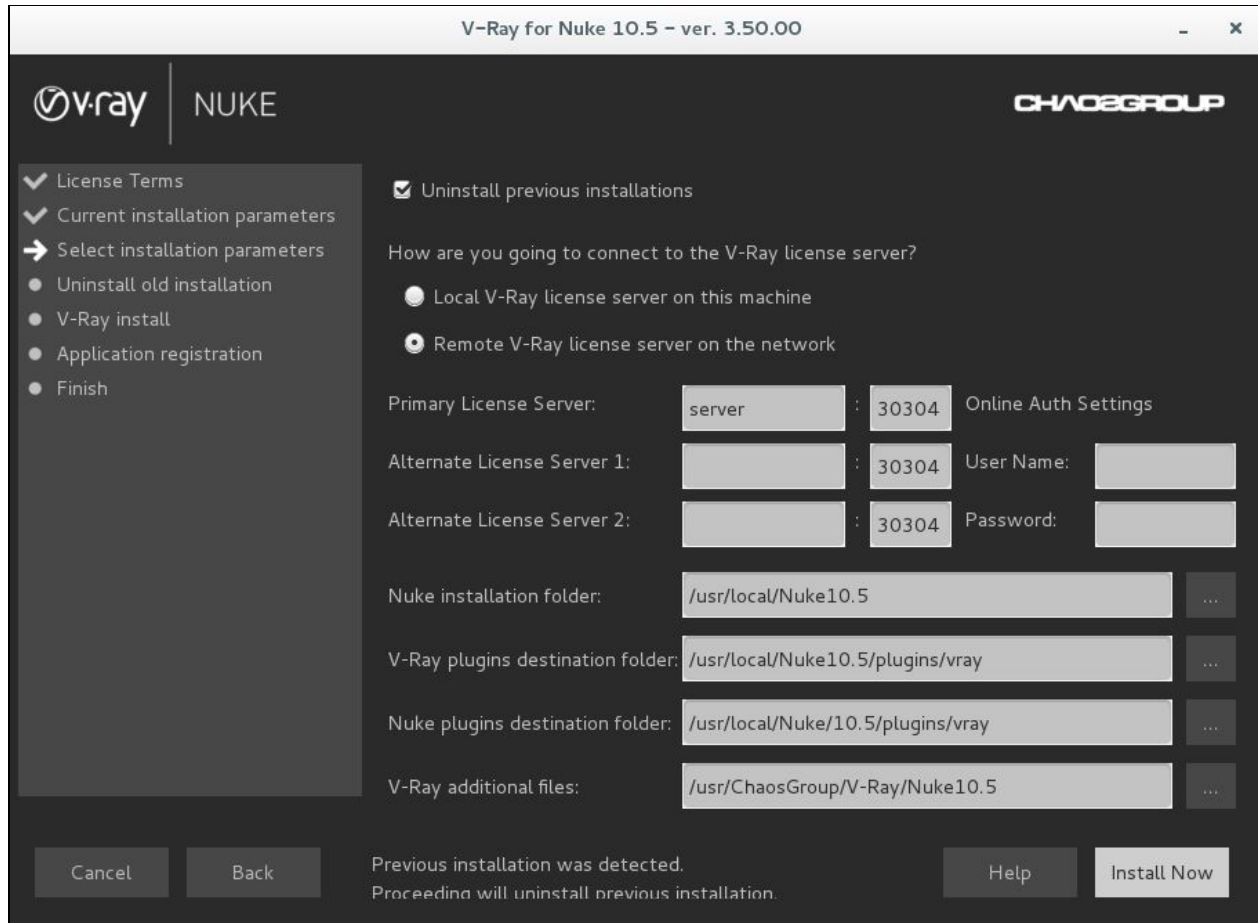 V-Ray for Nuke 10.5 - ver. 3.50.00
v·ray NUKE
CHAOSGROUP
License Terms
Current installation parameters
Select installation parameters
Uninstall old installation
V-Ray install
Application registration
Finish
Uninstall previous installations
How are you going to connect to the V-Ray license server?
Local V-Ray license server on this machine
Remote V-Ray license server on the network
Primary License Server: server : 30304 Online Auth Settings
Alternate License Server 1: : 30304 User Name:
Alternate License Server 2: : 30304 Password:
Nuke installation folder: /usr/local/Nuke10.5 ...
V-Ray plugins destination folder: /usr/local/Nuke10.5/plugins/vray ...
Nuke plugins destination folder: /usr/local/Nuke/10.5/plugins/vray ...
V-Ray additional files: /usr/ChaosGroup/V-Ray/Nuke10.5 ...
Cancel Back
Previous installation was detected.
Proceeding will uninstall previous installation.
Help Install Now